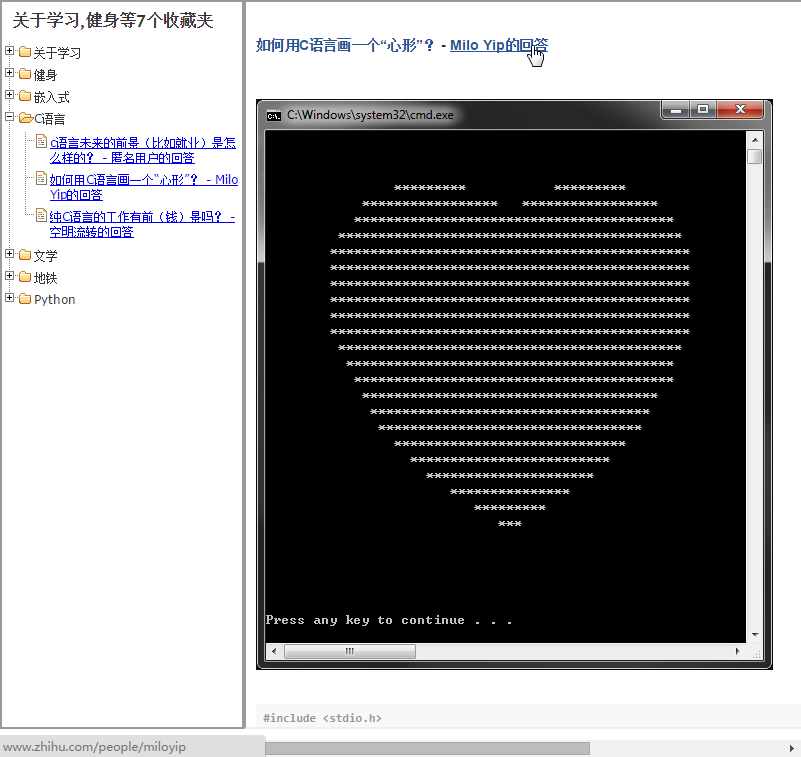 关于学习,健身等7个收藏夹
关于学习
健身
嵌入式
C语言
C语言未来的前景（比如就业）是怎
么样的？ - 匿名用户的回答
如何用C语言画一个“心形”？ - Milo
Yip的回答
纯C语言的工作有前（钱）景吗？ -
空明流转的回答
文学
地铁
Python
www.zhihu.com/people/miloyip
如何用C语言画一个“心形”？ - Milo Yip的回答
C:\Windows\system32\cmd.exe
Press any key to continue . . .
#include <stdio.h>